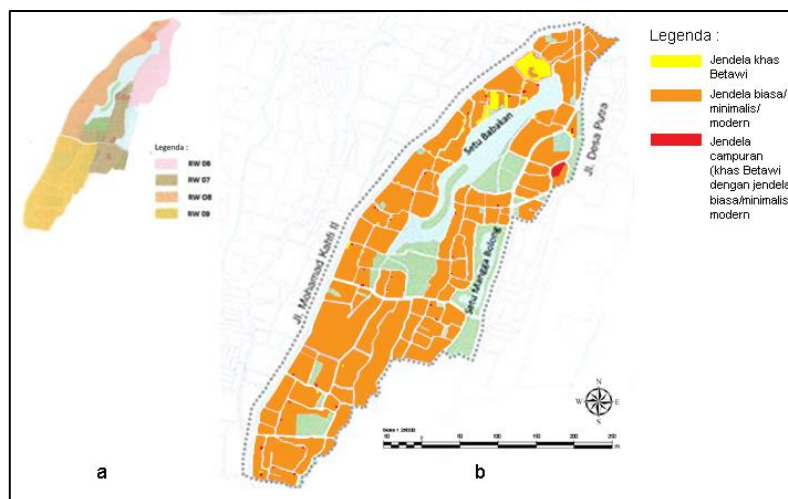 Legenda :
RW 06
RW 07
RW 08
RW 09
a
Setu Babakan
Jl. Desa Putra
Setu Mangga Bolong
Jl. Mohamad Kahfi II
N
W
E
S
m
b
Legenda :
Jendela khas
Betawi
Jendela biasa/
minimalis/
modern
Jendela
campuran
(khas Betawi
dengan jendela
biasa/minimalis/
modern